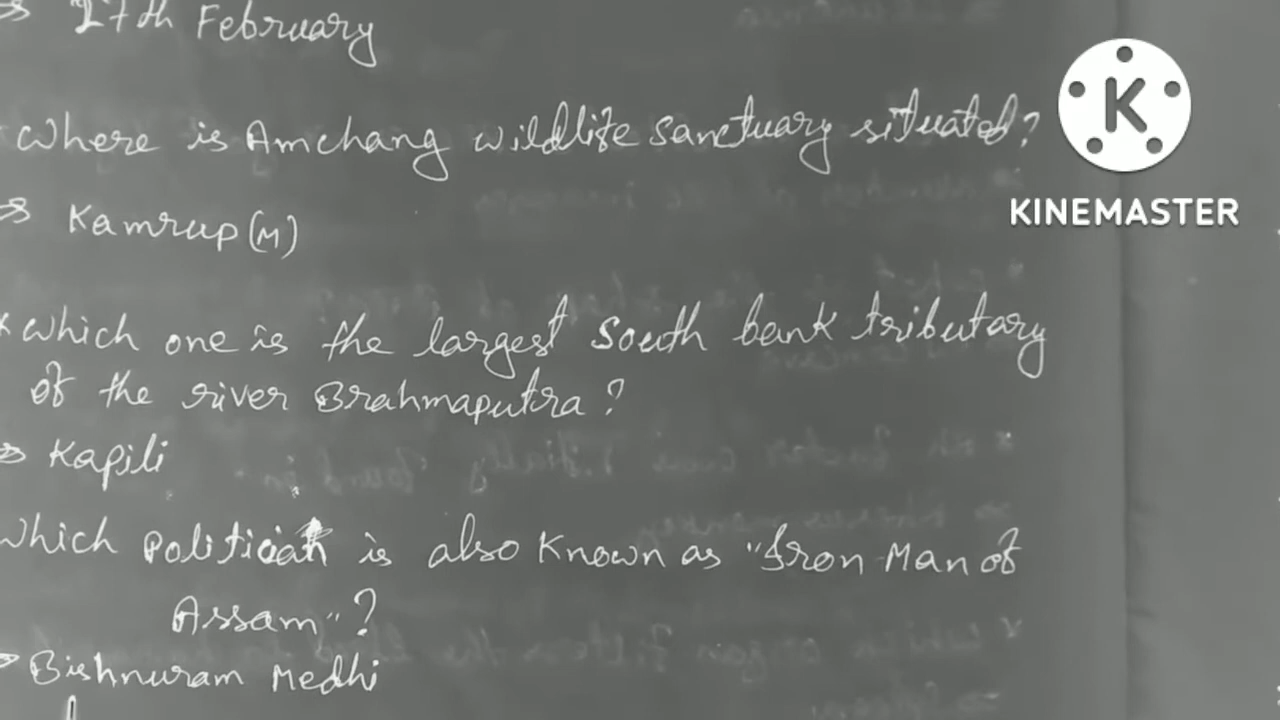 ⇒ 27th February
Where is Amchang wildlife Sanctuary situated?
⇒ Kamrup (M)
* Which one is the largest South bank tributary
of the river Brahmaputra?
⇒ Kapili
Which Politician is also Known as "Iron Man of
Assam"?
⇒ Bishnuram Medhi
K
KINEMASTER